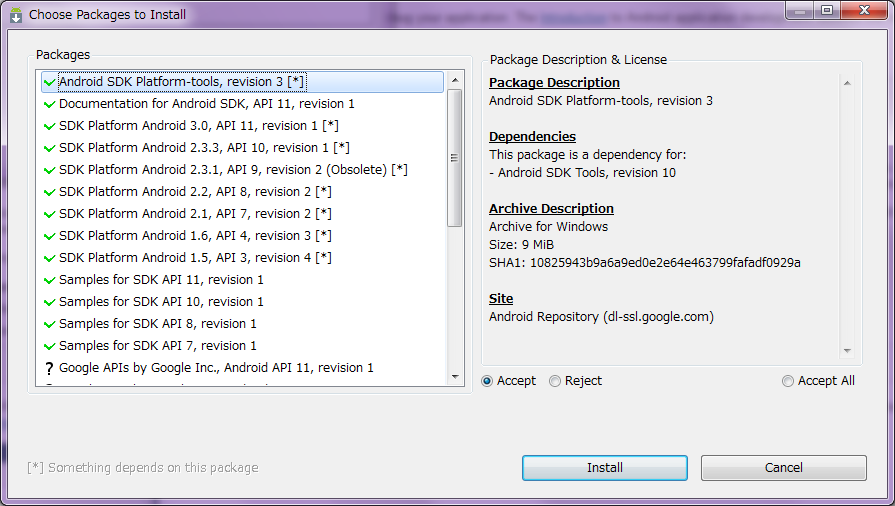 Choose Packages to Install
Packages
Android SDK Platform-tools, revision 3 [*]
Documentation for Android SDK, API 11, revision 1
SDK Platform Android 3.0, API 11, revision 1 [*]
SDK Platform Android 2.3.3, API 10, revision 1 [*]
SDK Platform Android 2.3.1, API 9, revision 2 (Obsolete) [*]
SDK Platform Android 2.2, API 8, revision 2 [*]
SDK Platform Android 2.1, API 7, revision 2 [*]
SDK Platform Android 1.6, API 4, revision 3 [*]
SDK Platform Android 1.5, API 3, revision 4 [*]
Samples for SDK API 11, revision 1
Samples for SDK API 10, revision 1
Samples for SDK API 8, revision 1
Samples for SDK API 7, revision 1
Google APIs by Google Inc., Android API 11, revision 1
Package Description & License
Package Description
Android SDK Platform-tools, revision 3
Dependencies
This package is a dependency for:
- Android SDK Tools, revision 10
Archive Description
Archive for Windows
Size: 9 MiB
SHA1: 10825943b9a6a9ed0e2e64e463799fafadf0929a
Site
Android Repository (dl-ssl.google.com)
Accept
Reject
Accept All
[*] Something depends on this package
Install
Cancel